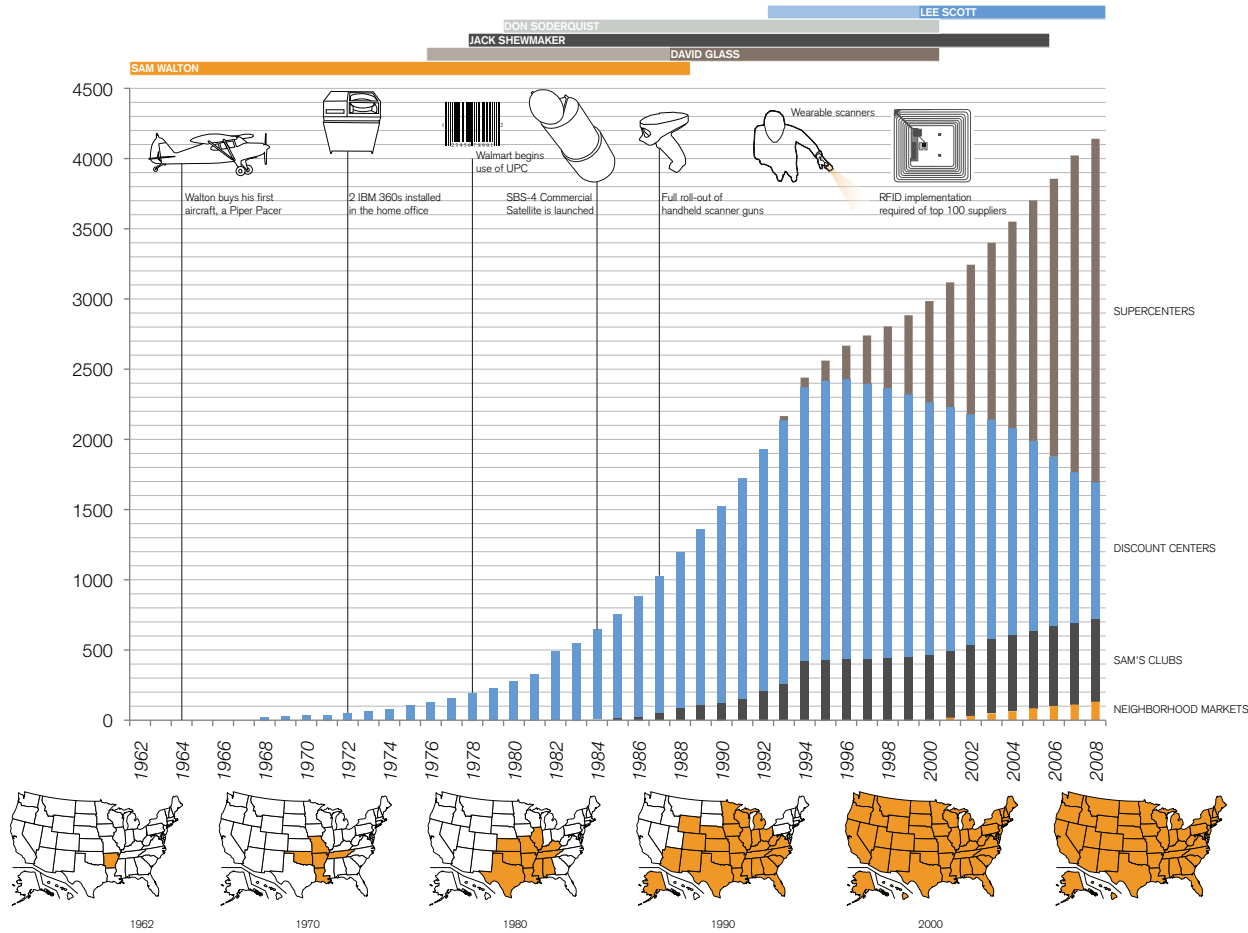 LEE SCOTT
DON SODERQUIST
JACK SHEWMAKER
DAVID GLASS
SAM WALTON
4500
4000
3500
3000
2500
2000
1500
1000
500
0
Walton buys his first
aircraft, a Piper Pacer
2 IBM 360s installed
in the home office
Walmart begins
use of UPC
SBS-4 Commercial
Satellite is launched
Full roll-out of
handheld scanner guns
Wearable scanners
RFID implementation
required of top 100 suppliers
SUPERCENTERS
DISCOUNT CENTERS
SAM'S CLUBS
NEIGHBORHOOD MARKETS
1962
1964
1966
1968
1970
1972
1974
1976
1978
1980
1982
1984
1986
1988
1990
1992
1994
1996
1998
2000
2002
2004
2006
2008
1962
1970
1980
1990
2000